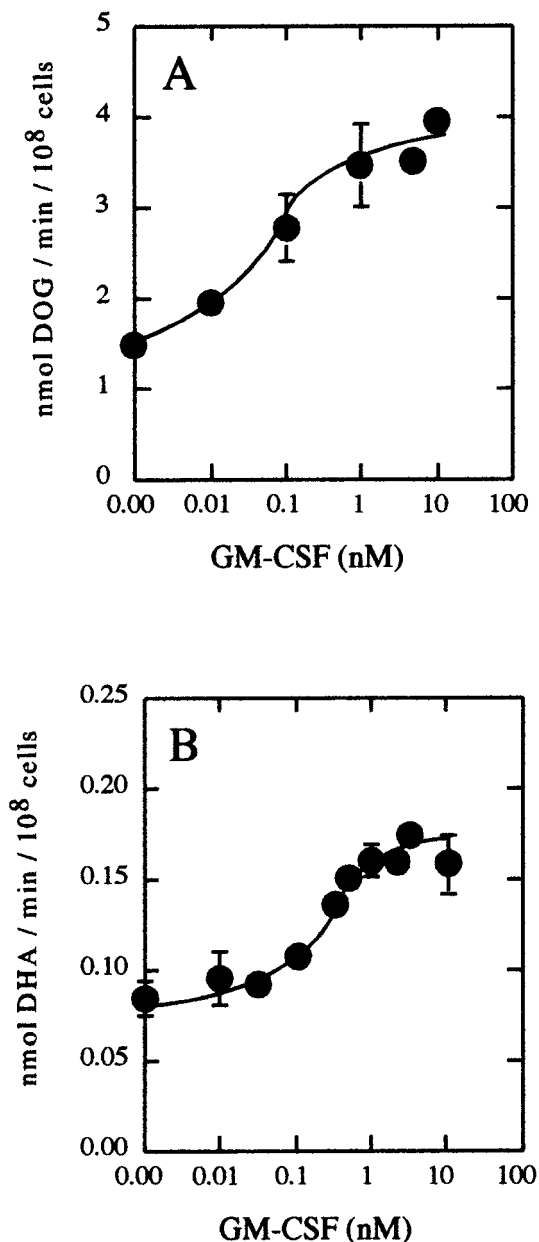 A
nmol DOG / min / 10⁸ cells
5
4
3
2
1
0
0.00 0.01 0.1 1 10 100
GM-CSF (nM)
B
nmol DHA / min / 10⁸ cells
0.25
0.20
0.15
0.10
0.05
0.00
0.00 0.01 0.1 1 10 100
GM-CSF (nM)